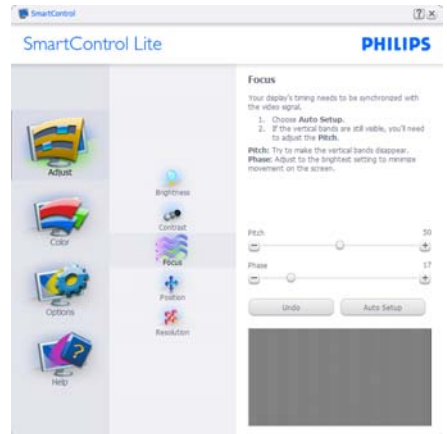 SmartControl
SmartControl Lite
PHILIPS
Adjust
Color
Options
Help
Brightness
Contrast
Focus
Position
Resolution
Focus
Your display's timing needs to be synchronized with
the video signal.
1. Choose Auto Setup.
2. If the vertical bands are still visible, you'll need
to adjust the Pitch.
Pitch: Try to make the vertical bands disappear.
Phase: Adjust to the brightest setting to minimize
movement on the screen.
Pitch 50
Phase 17
Undo Auto Setup